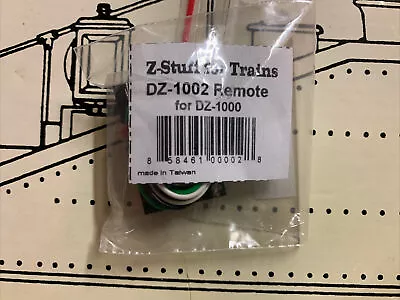 Z-Stuff for Trains
DZ-1002 Remote
for DZ-1000
8 58461 00002 8
made in Taiwan